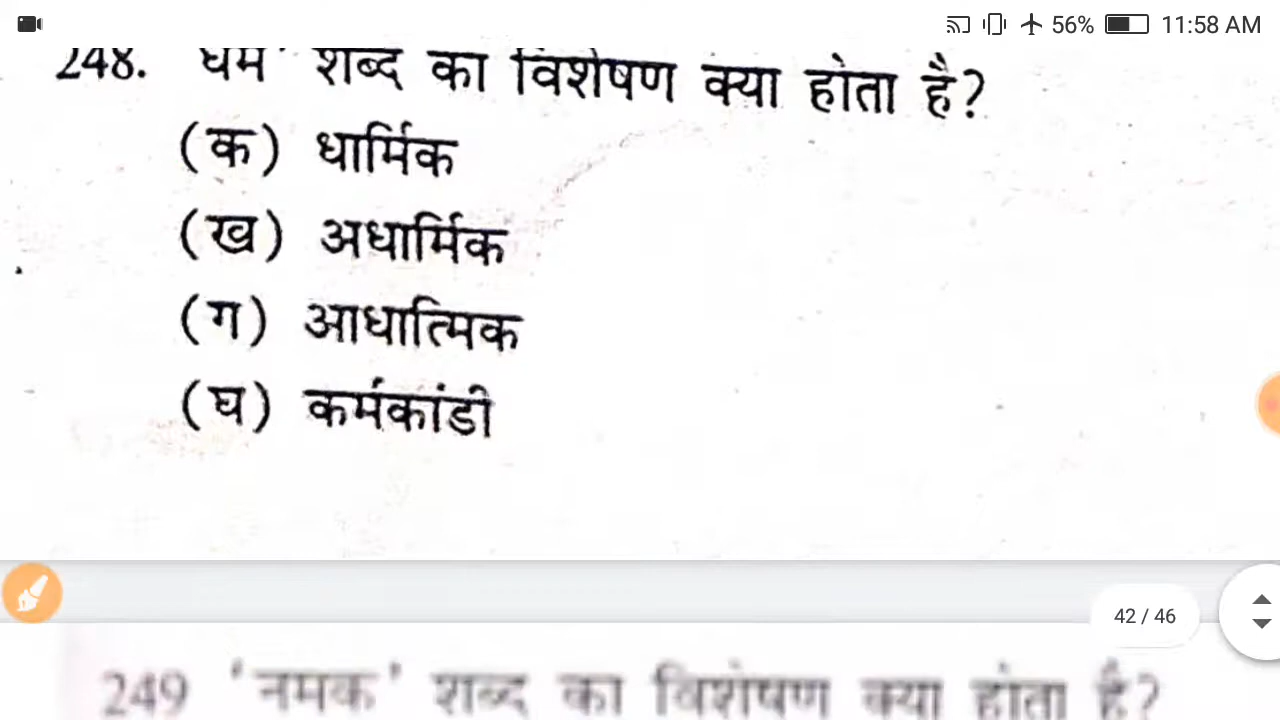 56% 11:58 AM
248. 'धर्म' शब्द का विशेषण क्या होता है?
(क) धार्मिक
(ख) अधार्मिक
(ग) आधात्मिक
(घ) कर्मकांडी
42 / 46
249 'नमक' शब्द का विशेषण क्या होता है?